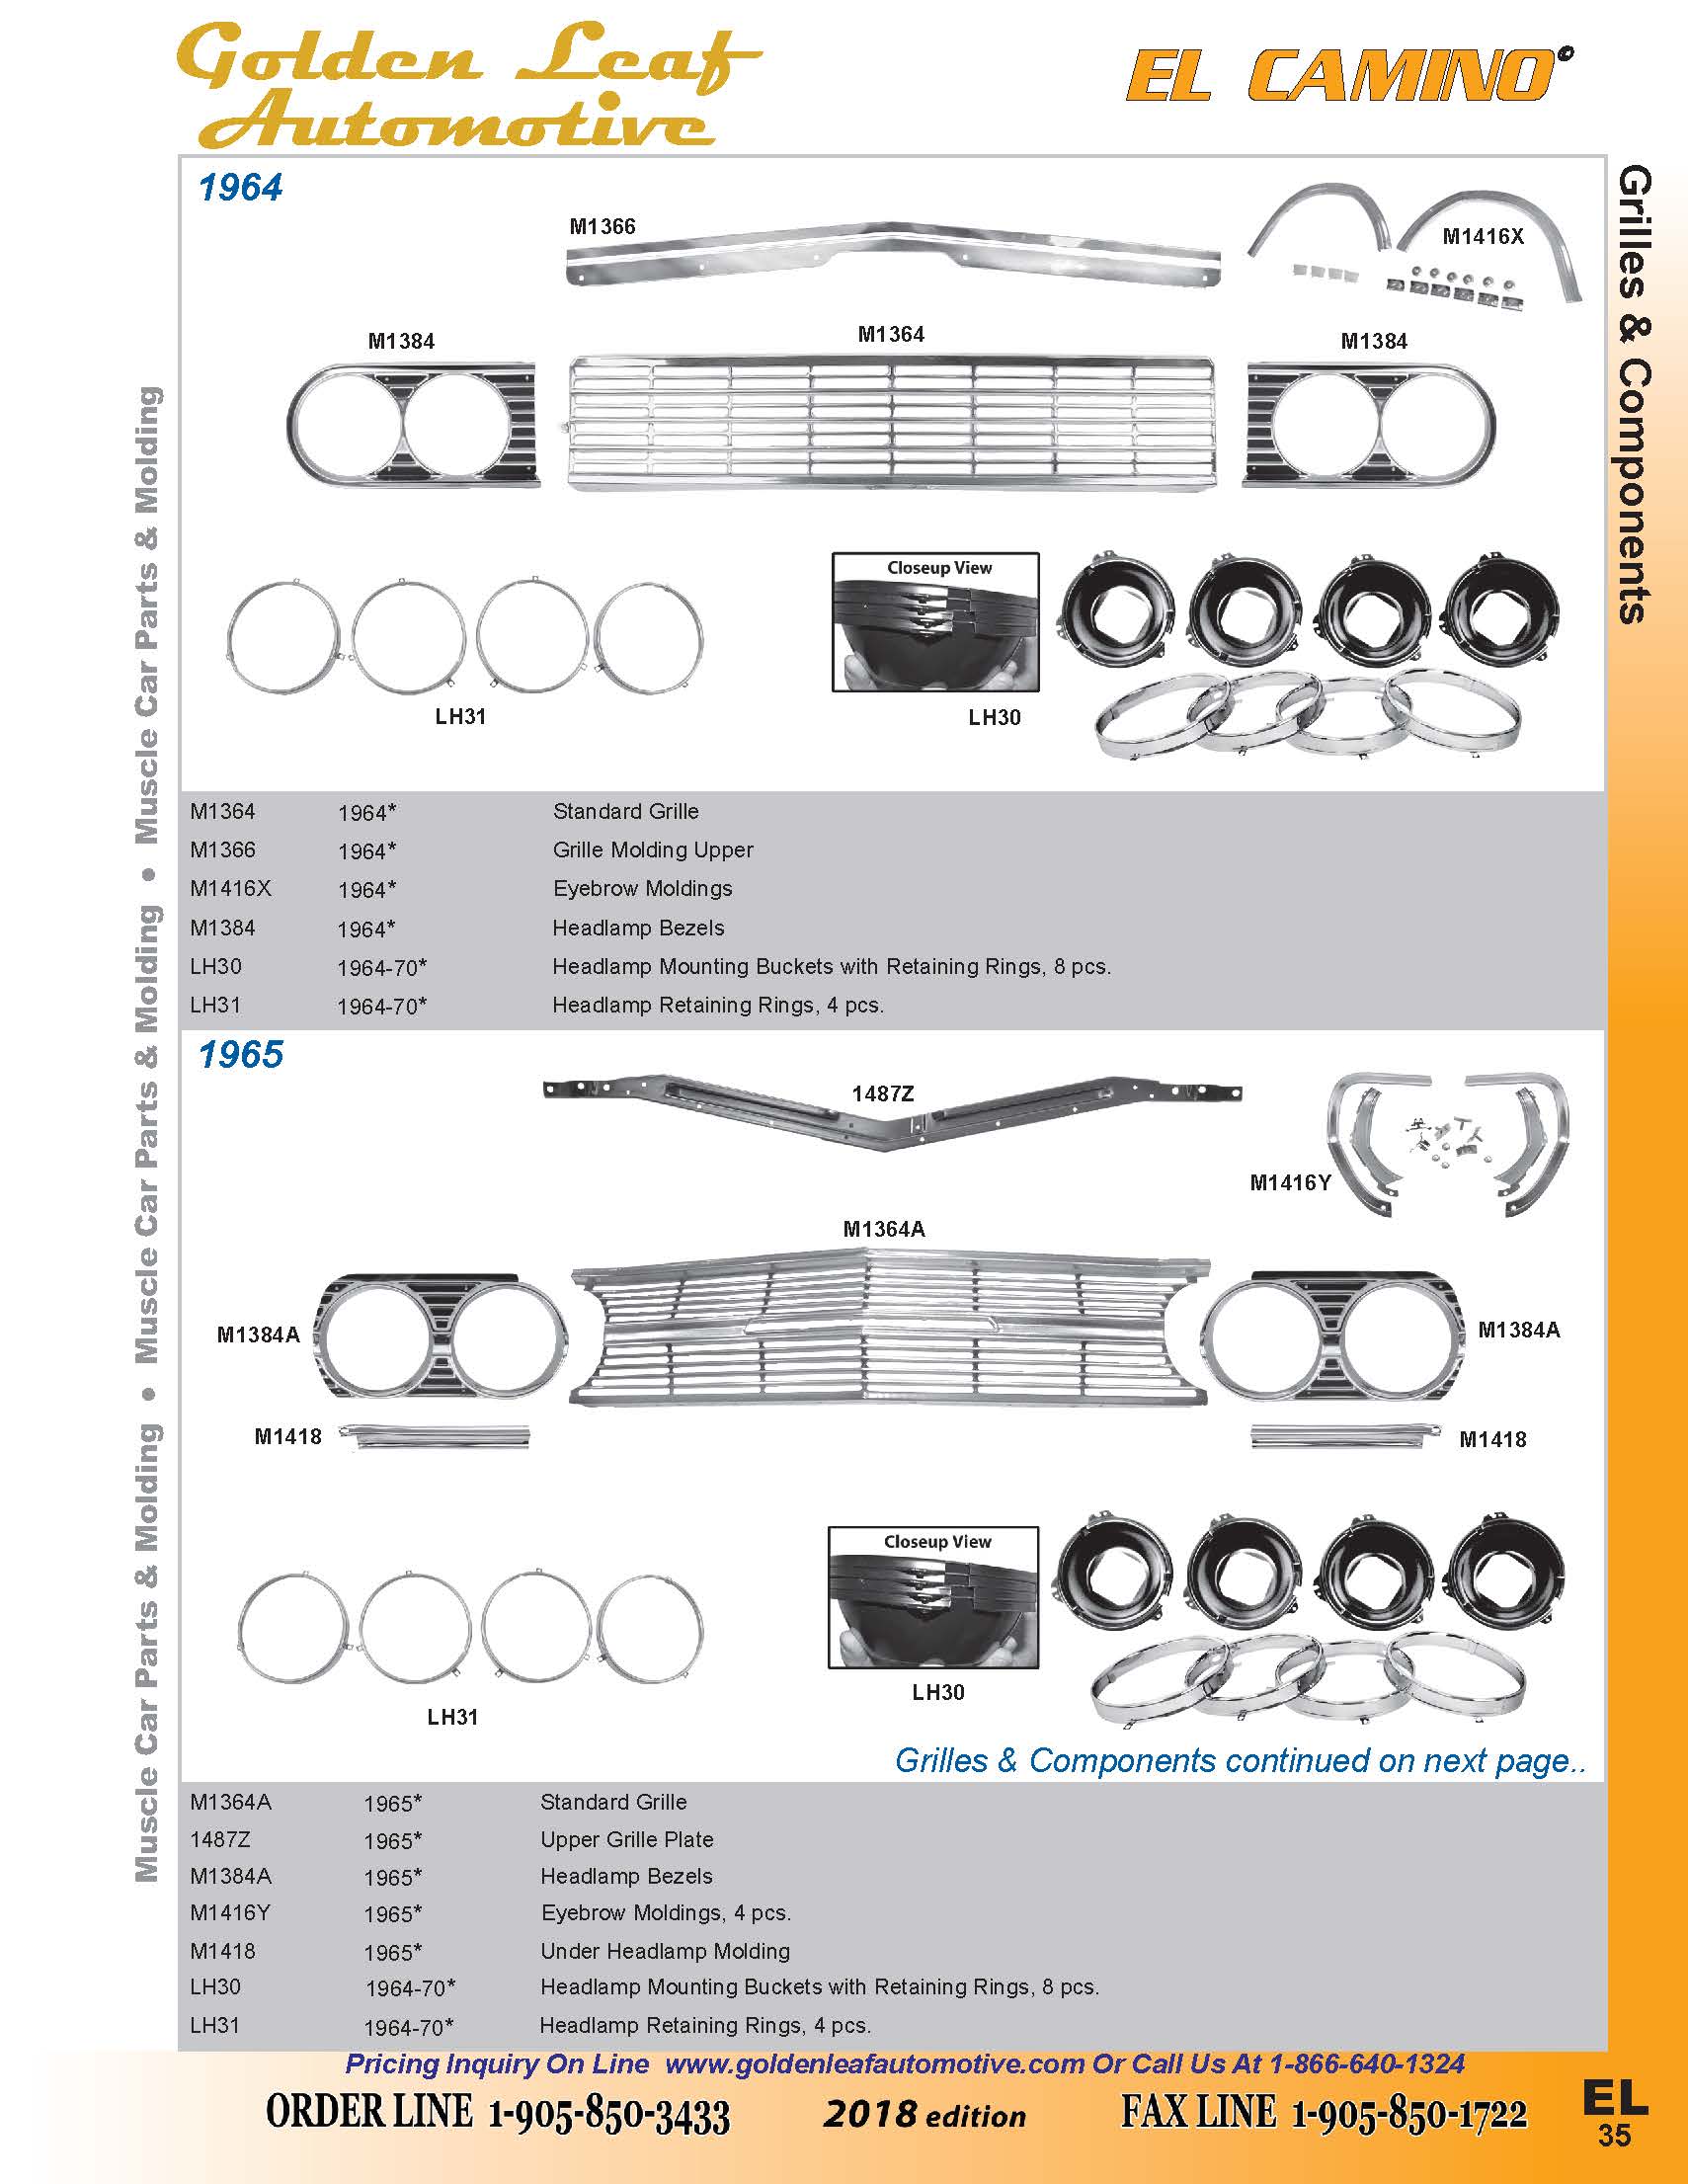 Golden Leaf
Automotive
EL CAMINO
Grilles & Components
Muscle Car Parts & Molding • Muscle Car Parts & Molding • Muscle Car Parts & Molding
1964
M1366
M1416X
M1384
M1364
M1384
Closeup View
LH31
LH30
M1364 1964* Standard Grille
M1366 1964* Grille Molding Upper
M1416X 1964* Eyebrow Moldings
M1384 1964* Headlamp Bezels
LH30 1964-70* Headlamp Mounting Buckets with Retaining Rings, 8 pcs.
LH31 1964-70* Headlamp Retaining Rings, 4 pcs.
1965
1487Z
M1416Y
M1364A
M1384A
M1384A
M1418
M1418
Closeup View
LH30
LH31
Grilles & Components continued on next page..
M1364A 1965* Standard Grille
1487Z 1965* Upper Grille Plate
M1384A 1965* Headlamp Bezels
M1416Y 1965* Eyebrow Moldings, 4 pcs.
M1418 1965* Under Headlamp Molding
LH30 1964-70* Headlamp Mounting Buckets with Retaining Rings, 8 pcs.
LH31 1964-70* Headlamp Retaining Rings, 4 pcs.
Pricing Inquiry On Line www.goldenleafautomotive.com Or Call Us At 1-866-640-1324
ORDER LINE 1-905-850-3433 2018 edition FAX LINE 1-905-850-1722
EL
35